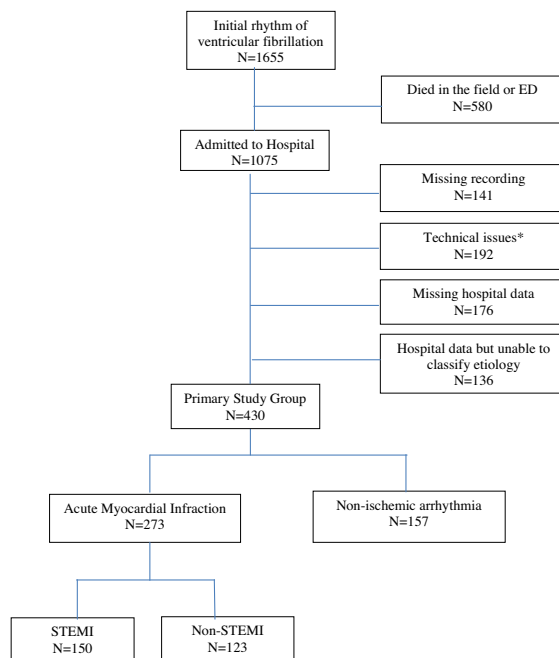 Initial rhythm of
ventricular fibrillation
N=1655
Died in the field or ED
N=580
Admitted to Hospital
N=1075
Missing recording
N=141
Technical issues*
N=192
Missing hospital data
N=176
Hospital data but unable to
classify etiology
N=136
Primary Study Group
N=430
Acute Myocardial Infraction
N=273
Non-ischemic arrhythmia
N=157
STEMI
N=150
Non-STEMI
N=123